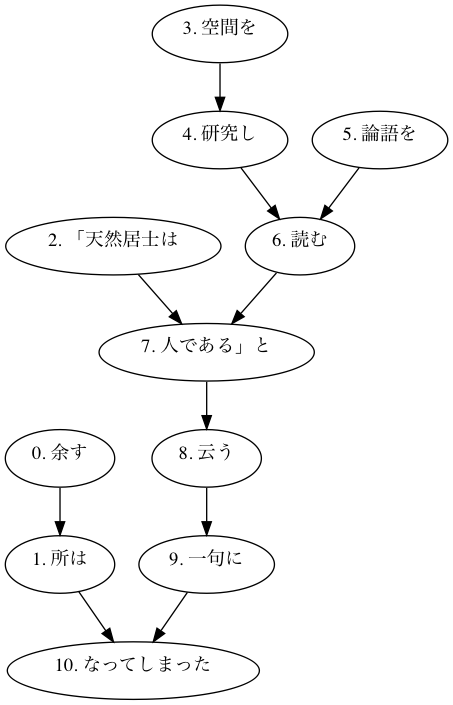 3. 空間を
4. 研究し
5. 論語を
2. 「天然居士は
6. 読む
7. 人である」と
0. 余す
8. 云う
1. 所は
9. 一句に
10. なってしまった